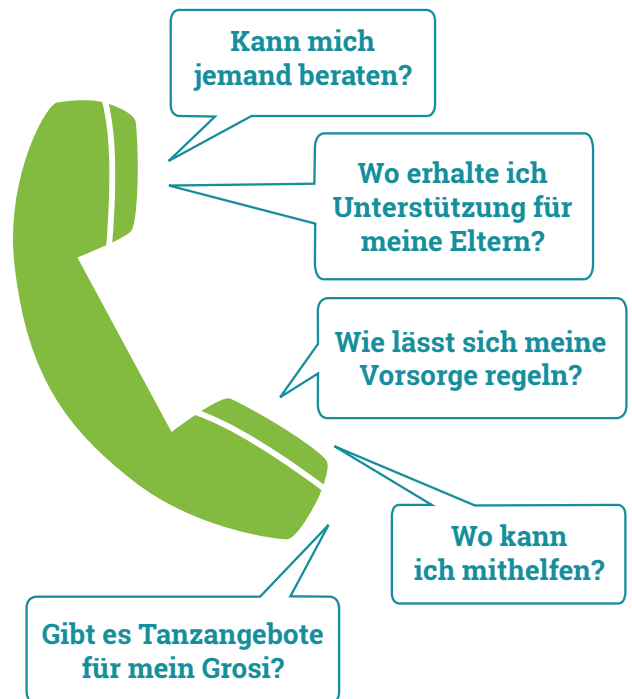 Kann mich
jemand beraten?
Wo erhalte ich
Unterstützung für
meine Eltern?
Wie lässt sich meine
Vorsorge regeln?
Wo kann
ich mithelfen?
Gibt es Tanzangebote
für mein Grosi?